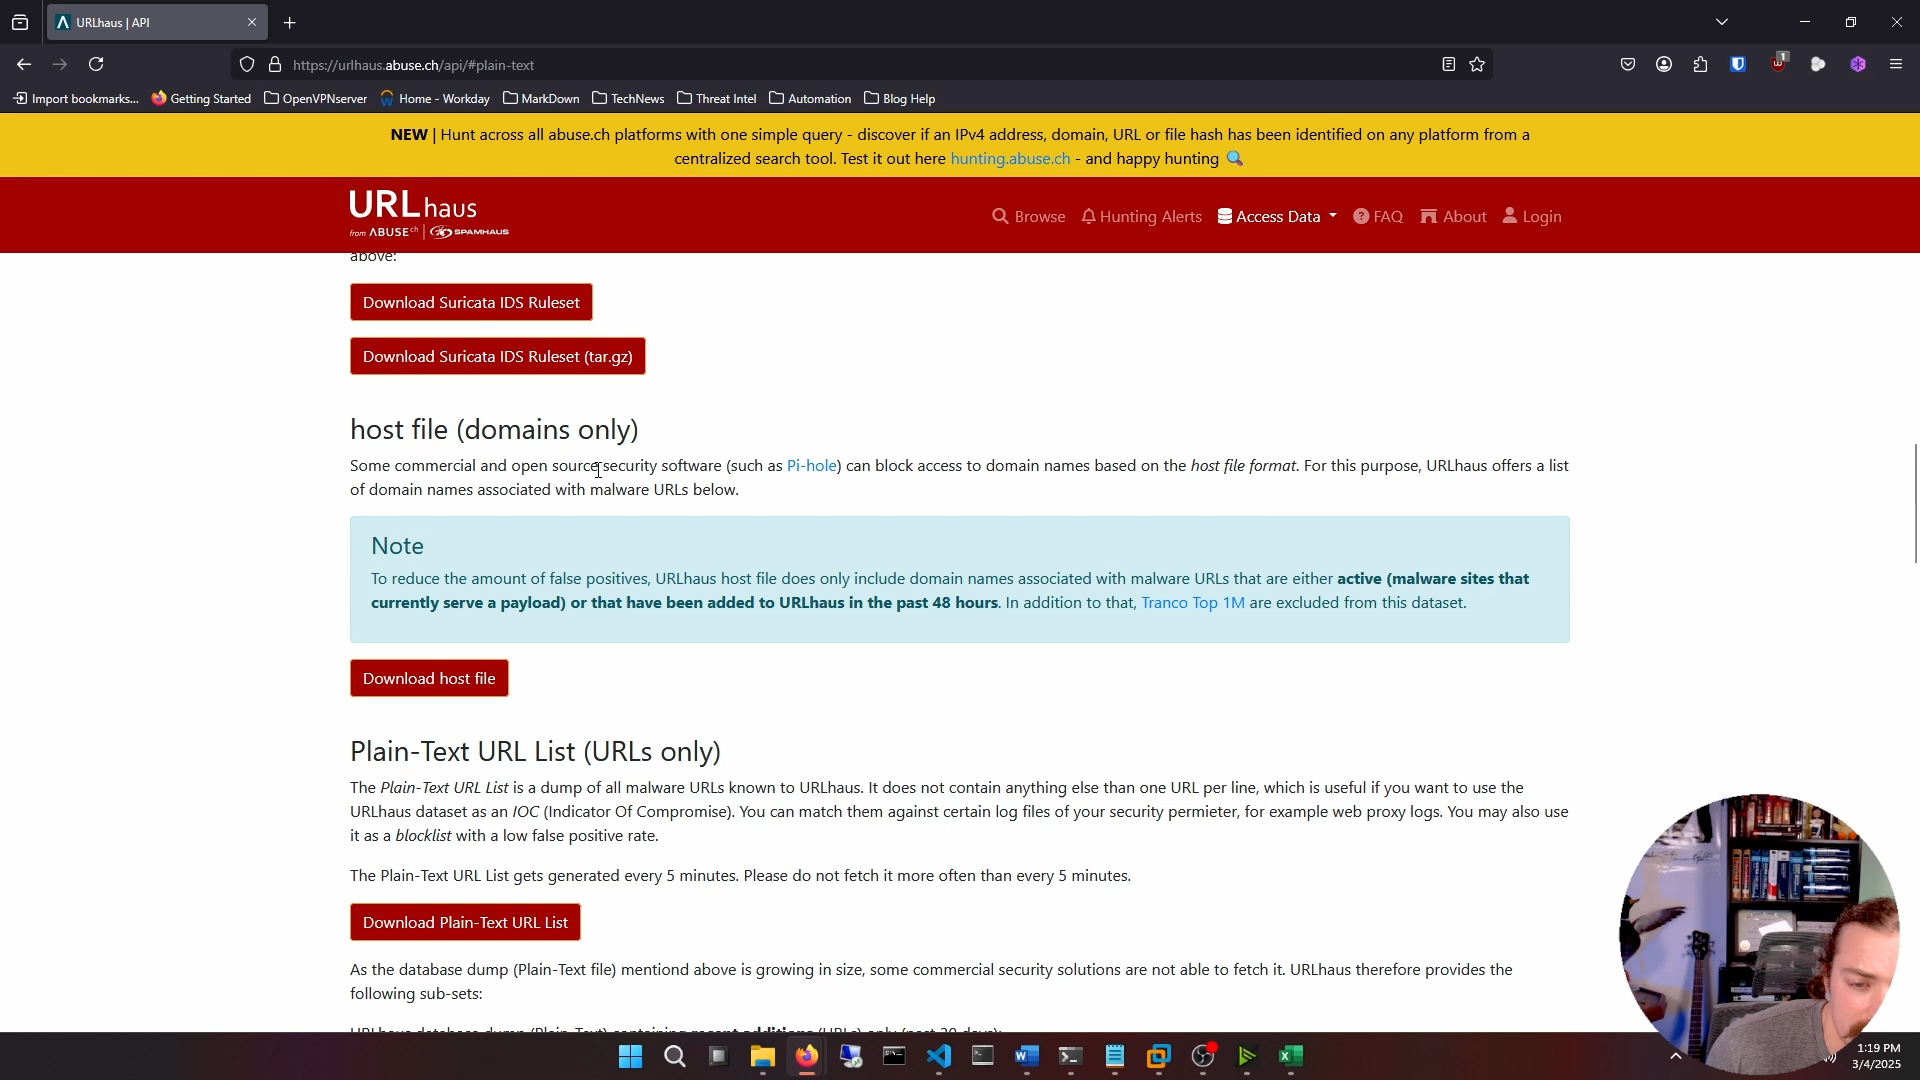 URLhaus | API
https://urlhaus.abuse.ch/api/#plain-text
1
Import bookmarks... Getting Started OpenVPNserver Home - Workday MarkDown TechNews Threat Intel Automation Blog Help
NEW | Hunt across all abuse.ch platforms with one simple query - discover if an IPv4 address, domain, URL or file hash has been identified on any platform from a
centralized search tool. Test it out here hunting.abuse.ch - and happy hunting
URLhaus
from ABUSE ch | SPAMHAUS
Browse Hunting Alerts Access Data FAQ About Login
above:
Download Suricata IDS Ruleset
Download Suricata IDS Ruleset (tar.gz)
host file (domains only)
Some commercial and open source security software (such as Pi-hole) can block access to domain names based on the host file format. For this purpose, URLhaus offers a list
of domain names associated with malware URLs below.
Note
To reduce the amount of false positives, URLhaus host file does only include domain names associated with malware URLs that are either active (malware sites that
currently serve a payload) or that have been added to URLhaus in the past 48 hours. In addition to that, Tranco Top 1M are excluded from this dataset.
Download host file
Plain-Text URL List (URLs only)
The Plain-Text URL List is a dump of all malware URLs known to URLhaus. It does not contain anything else than one URL per line, which is useful if you want to use the
URLhaus dataset as an IOC (Indicator Of Compromise). You can match them against certain log files of your security permieter, for example web proxy logs. You may also use
it as a blocklist with a low false positive rate.
The Plain-Text URL List gets generated every 5 minutes. Please do not fetch it more often than every 5 minutes.
Download Plain-Text URL List
As the database dump (Plain-Text file) mentiond above is growing in size, some commercial security solutions are not able to fetch it. URLhaus therefore provides the
following sub-sets:
URLhaus database dump (Plain-Text) containing recent additions (URLs) only (past 30 days):
1:19 PM
3/4/2025